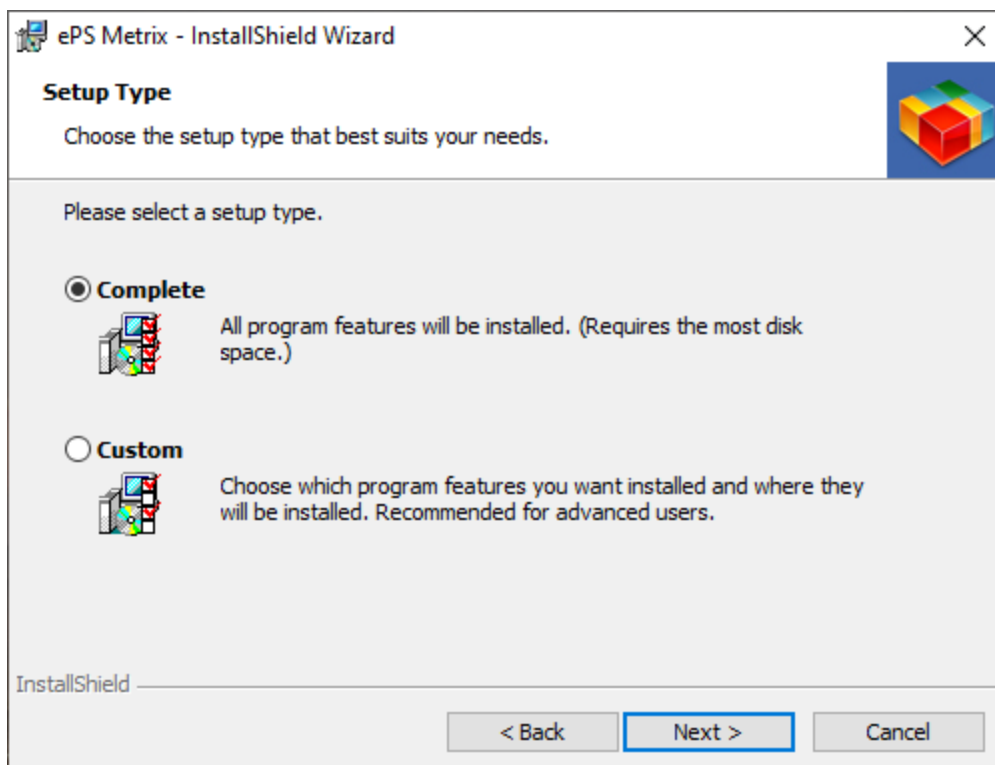 ePS Metrix - InstallShield Wizard
Setup Type
Choose the setup type that best suits your needs.
Please select a setup type.
Complete
All program features will be installed. (Requires the most disk
space.)
Custom
Choose which program features you want installed and where they
will be installed. Recommended for advanced users.
InstallShield
< Back
Next >
Cancel